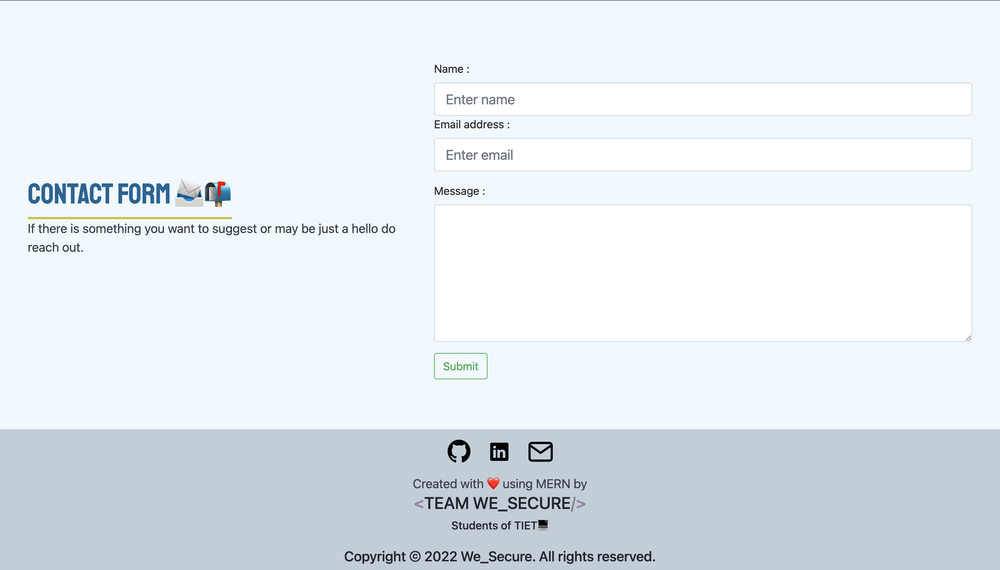 CONTACT FORM 📨📬
If there is something you want to suggest or may be just a hello do
reach out.
Name :
Enter name
Email address :
Enter email
Message :
Submit
in
Created with ❤️ using MERN by
<TEAM WE_SECURE/>
Students of TIET💻
Copyright © 2022 We_Secure. All rights reserved.